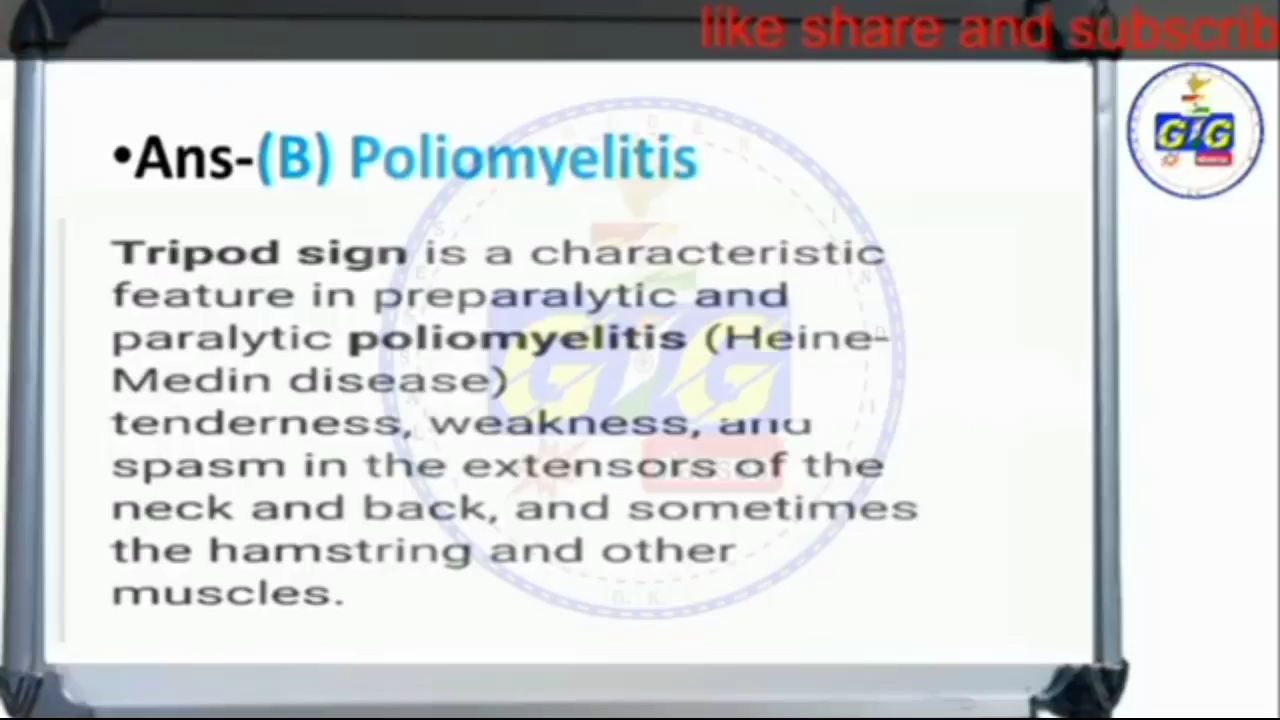 like share and subscrib
•Ans-(B) Poliomyelitis
Tripod sign is a characteristic
feature in preparalytic and
paralytic poliomyelitis (Heine-
Medin disease)
tenderness, weakness, and
spasm in the extensors of the
neck and back, and sometimes
the hamstring and other
muscles.
G G
G G
G. K.